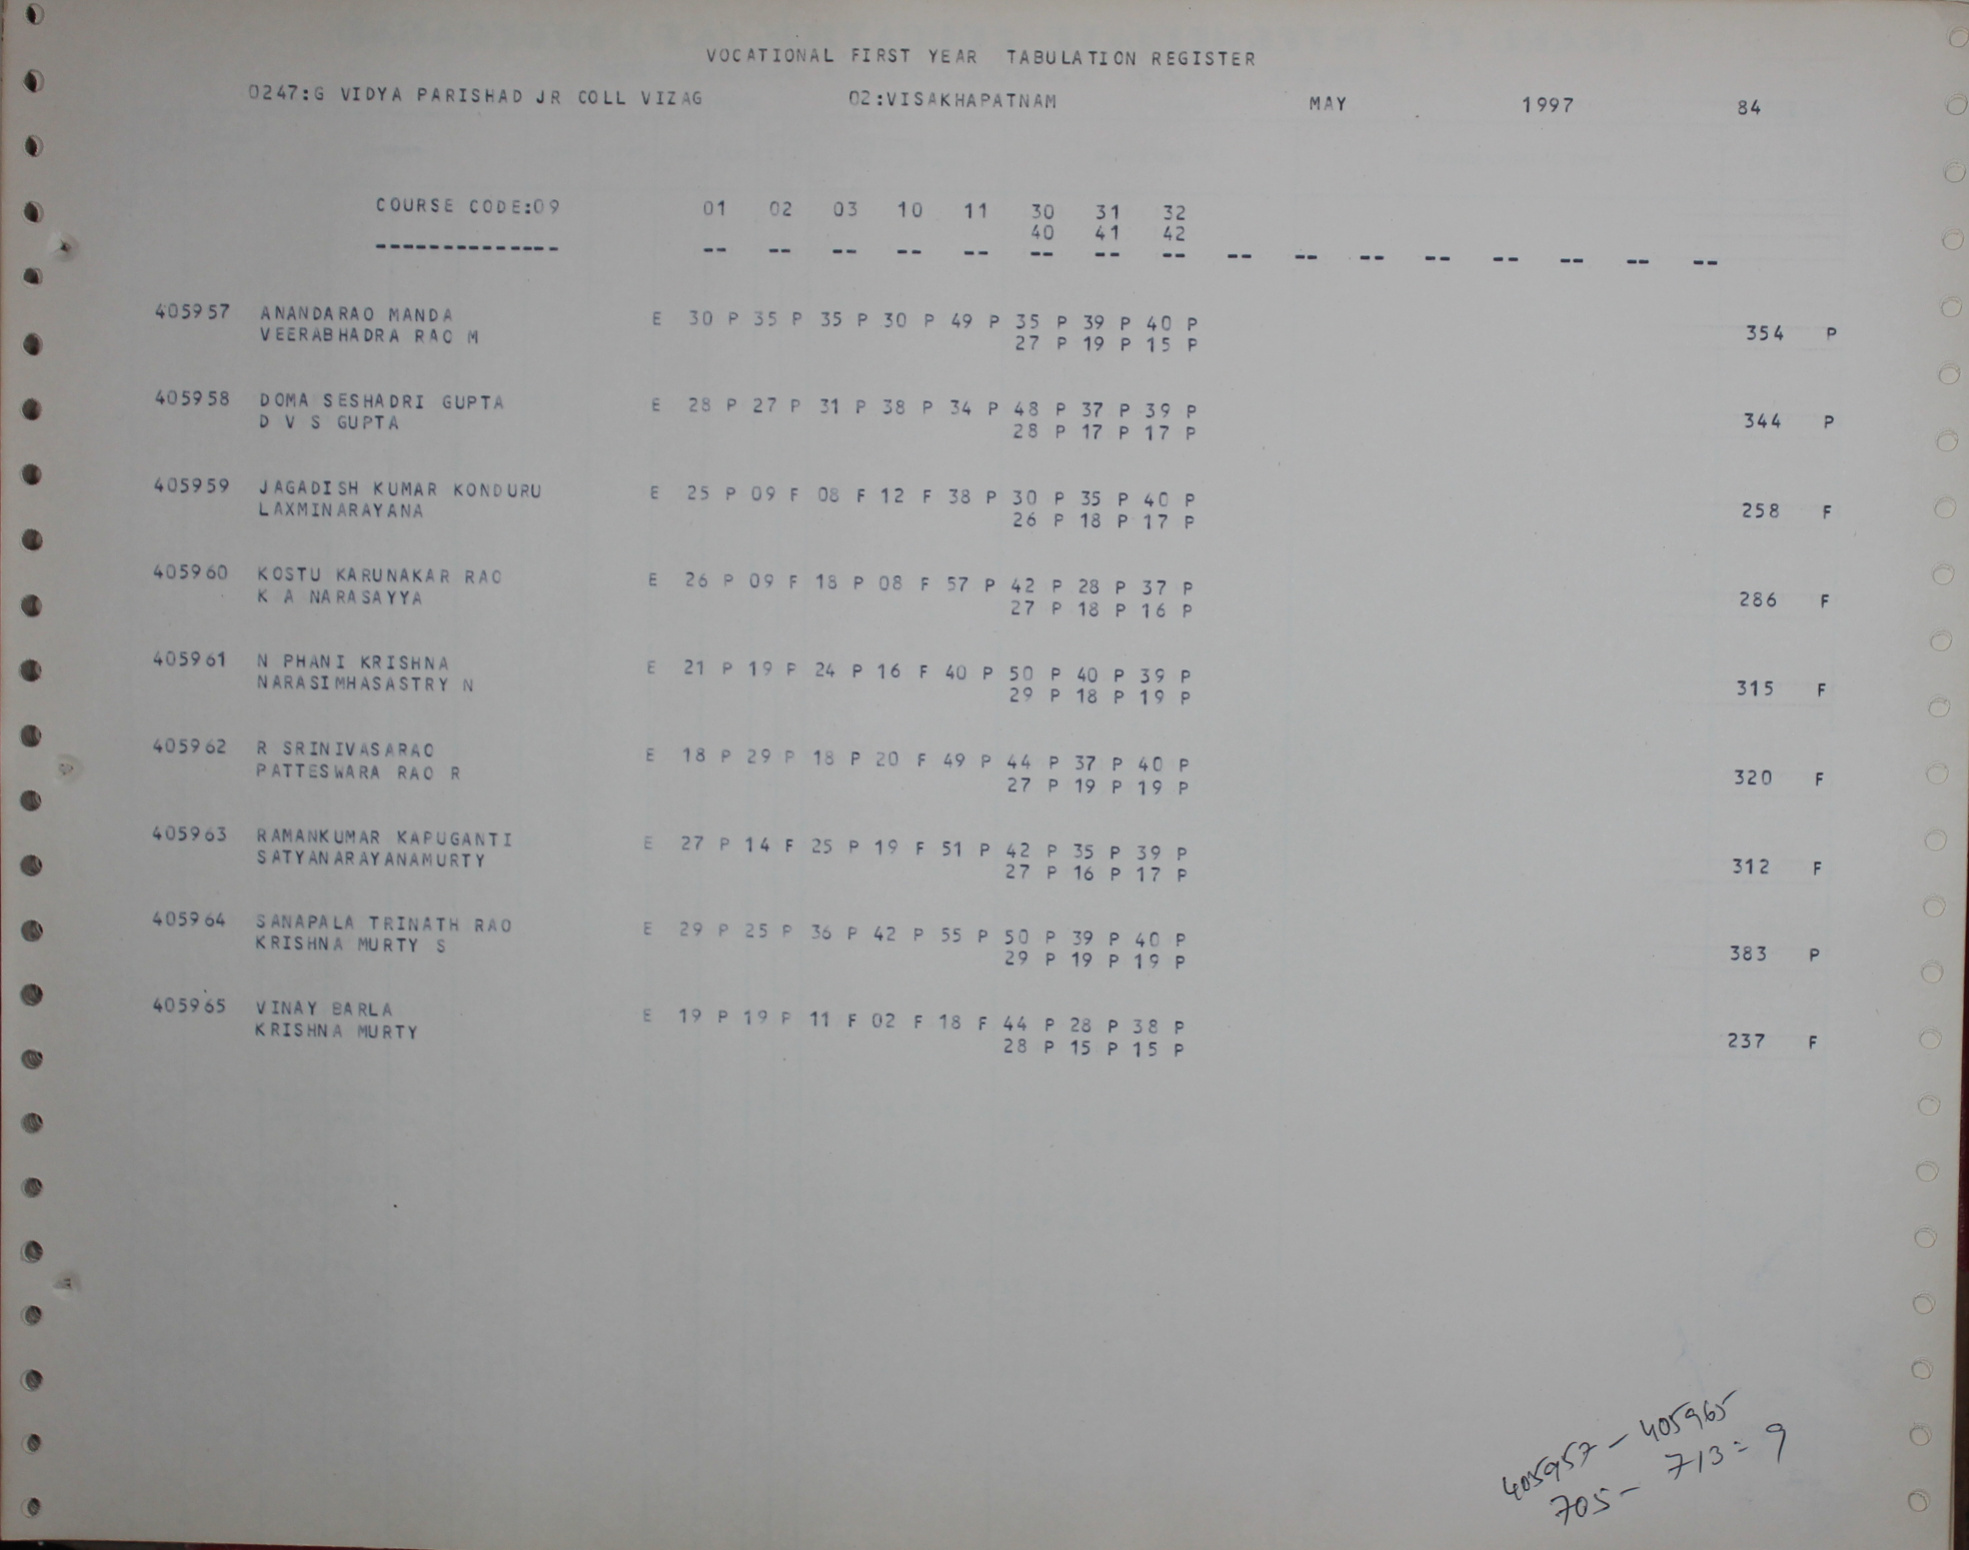 VOCATIONAL FIRST YEAR TABULATION REGISTER
0247:G VIDYA PARISHAD JR COLL VIZAG 02:VISAKHAPATNAM MAY 1997 84
COURSE CODE:09 01 02 03 10 11 30 31 32
40 41 42
-------------- -- -- -- -- -- -- -- -- -- -- -- -- -- -- -- --
405957 ANANDARAO MANDA E 30 P 35 P 35 P 30 P 49 P 35 P 39 P 40 P
VEERABHADRA RAO M 27 P 19 P 15 P 354 P
405958 DOMA SESHADRI GUPTA E 28 P 27 P 31 P 38 P 34 P 48 P 37 P 39 P
D V S GUPTA 28 P 17 P 17 P 344 P
405959 JAGADISH KUMAR KONDURU E 25 P 09 F 08 F 12 F 38 P 30 P 35 P 40 P
LAXMINARAYANA 26 P 18 P 17 P 258 F
405960 KOSTU KARUNAKAR RAO E 26 P 09 F 18 P 08 F 57 P 42 P 28 P 37 P
K A NARASAYYA 27 P 18 P 16 P 286 F
405961 N PHANI KRISHNA E 21 P 19 P 24 P 16 F 40 P 50 P 40 P 39 P
NARASIMHASASTRY N 29 P 18 P 19 P 315 F
405962 R SRINIVASARAO E 18 P 29 P 18 P 20 F 49 P 44 P 37 P 40 P
PATTESWARA RAO R 27 P 19 P 19 P 320 F
405963 RAMANKUMAR KAPUGANTI E 27 P 14 F 25 P 19 F 51 P 42 P 35 P 39 P
SATYANARAYANAMURTY 27 P 16 P 17 P 312 F
405964 SANAPALA TRINATH RAO E 29 P 25 P 36 P 42 P 55 P 50 P 39 P 40 P
KRISHNA MURTY S 29 P 19 P 19 P 383 P
405965 VINAY BARLA E 19 P 19 P 11 F 02 F 18 F 44 P 28 P 38 P
KRISHNA MURTY 28 P 15 P 15 P 237 F
405957 - 405965
705 - 713 = 9